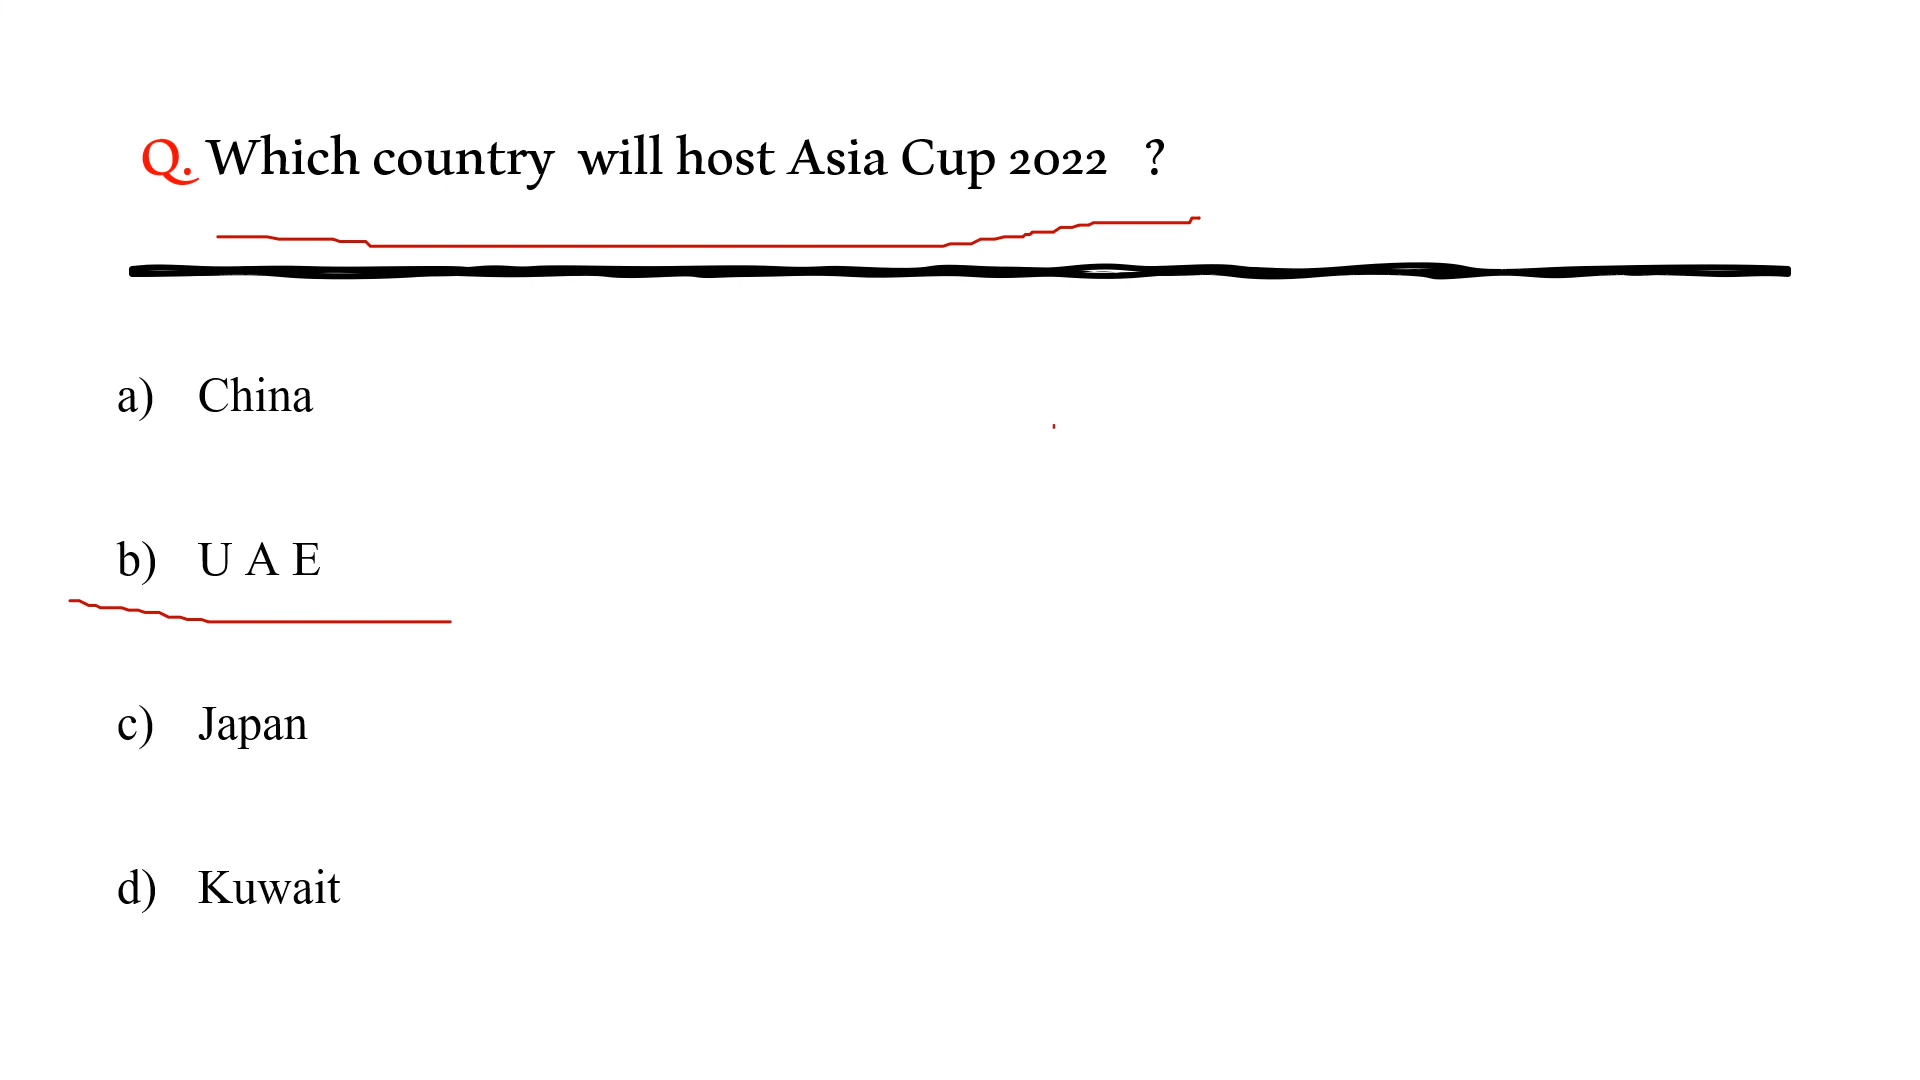 Q. Which country will host Asia Cup 2022 ?
a) China
b) U A E
c) Japan
d) Kuwait